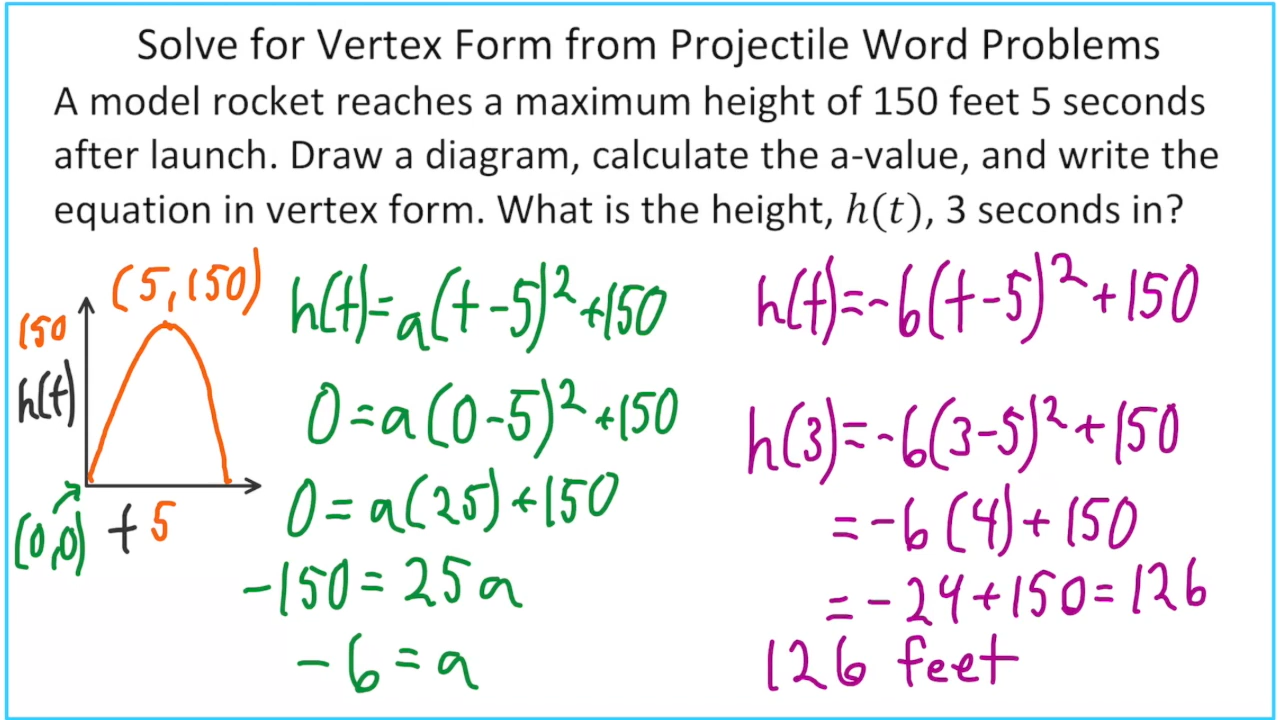 Solve for Vertex Form from Projectile Word Problems
A model rocket reaches a maximum height of 150 feet 5 seconds
after launch. Draw a diagram, calculate the a-value, and write the
equation in vertex form. What is the height, h(t), 3 seconds in?
(5,150)
150
h(t)
(0,0)
t 5
h(t)=a(t-5)²+150
0=a(0-5)²+150
0=a(25)+150
-150=25a
-6=a
h(t)=-6(t-5)²+150
h(3)=-6(3-5)²+150
=-6(4)+150
=-24+150=126
126 feet